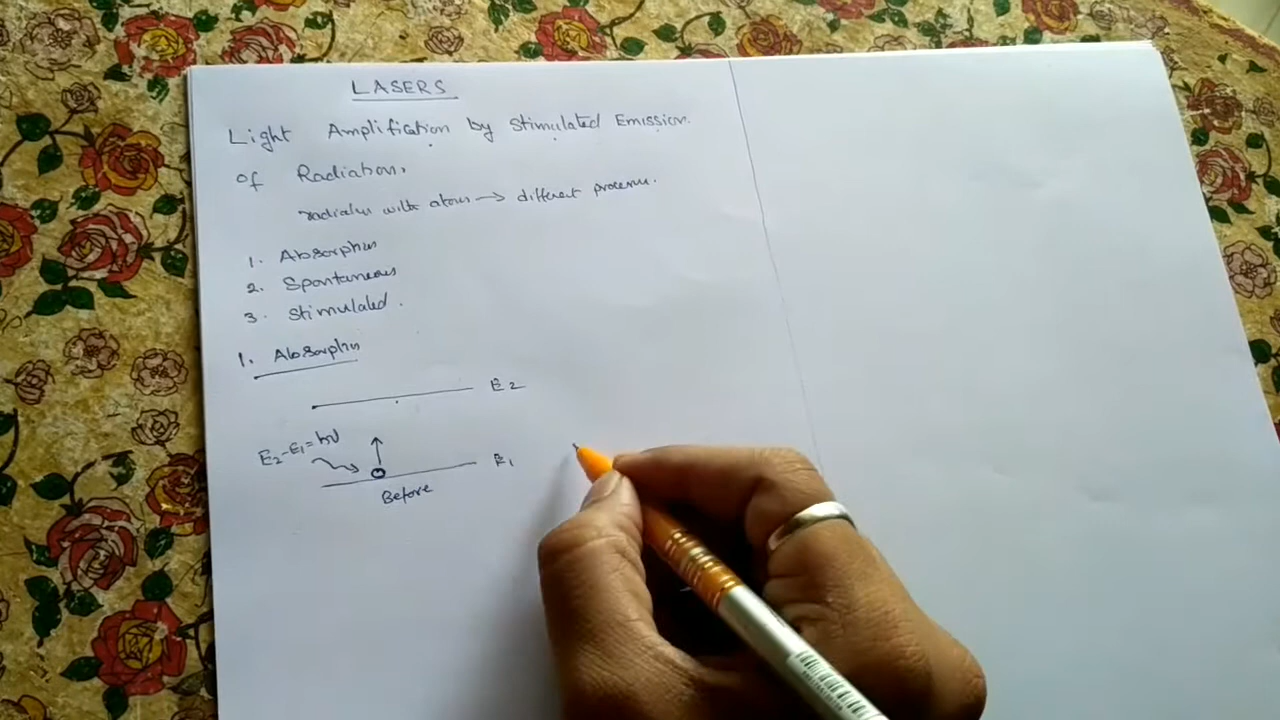 LASERS
Light Amplification by Stimulated Emission.
of Radiation.
radiation with atom → different processes.
1. Absorption
2. Spontaneous
3. Stimulated.
1. Absorption
E2
E2-E1=hν
E1
Before